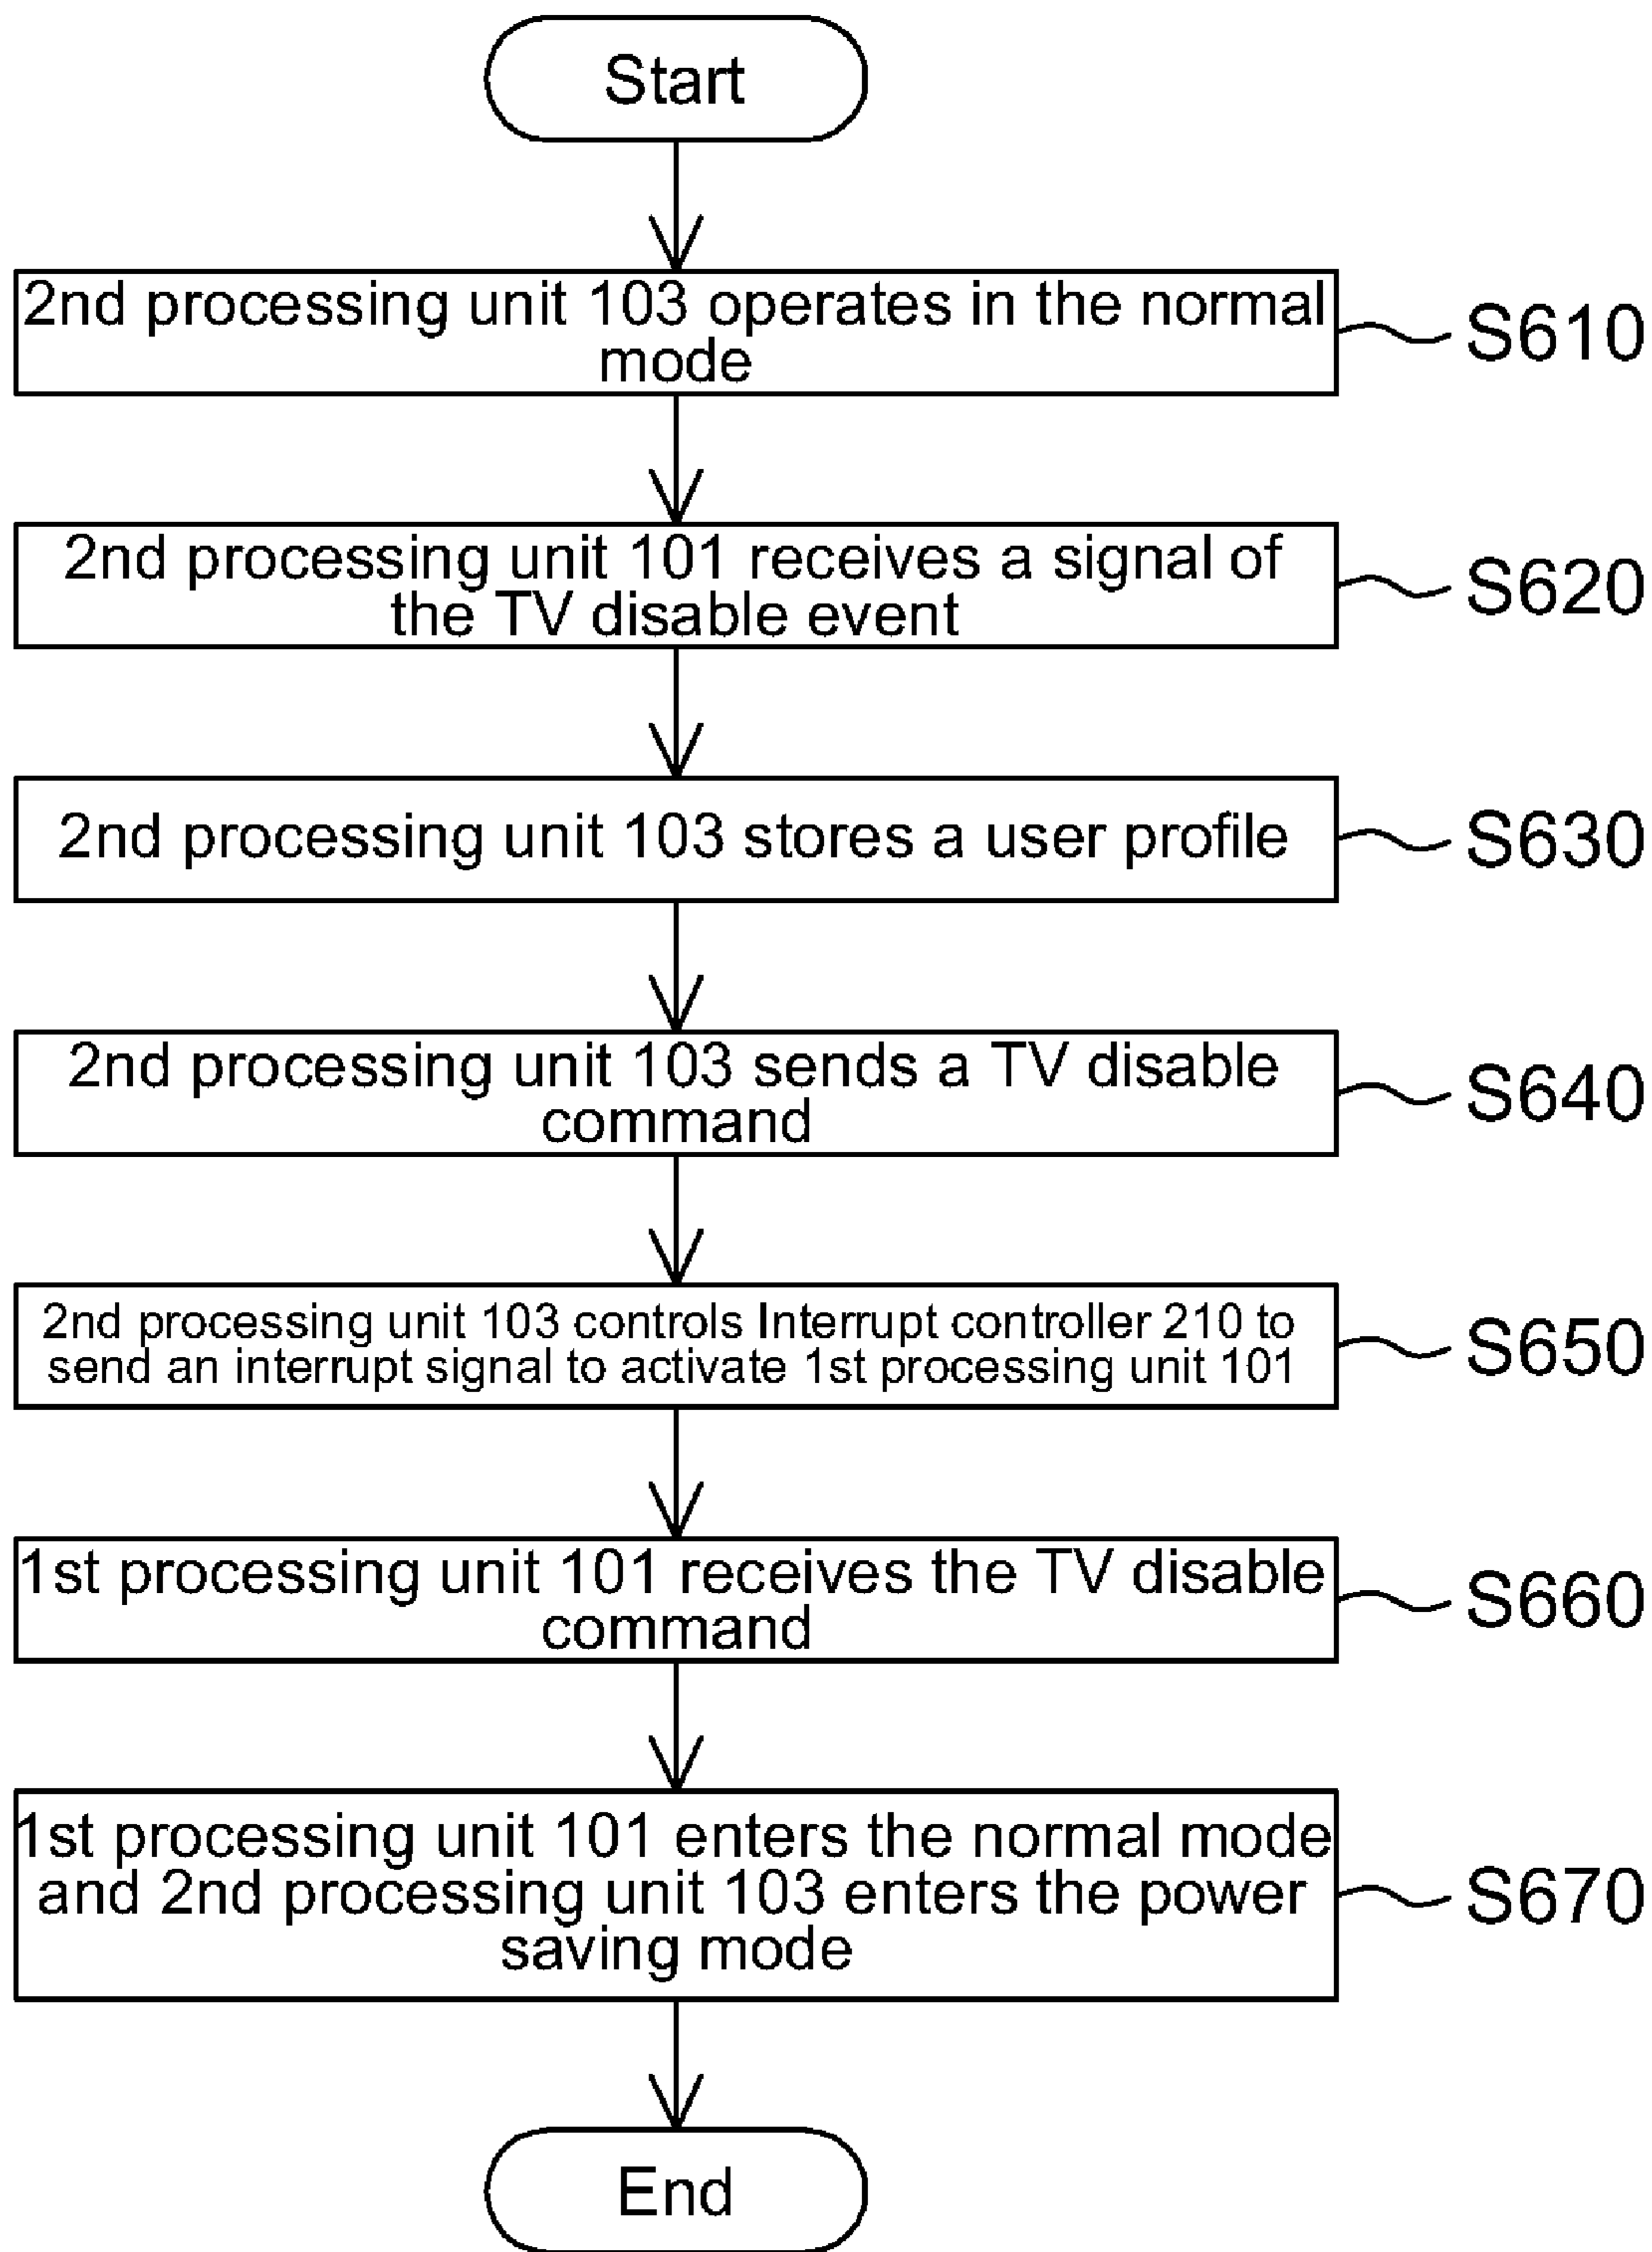 Start
2nd processing unit 103 operates in the normal
mode
S610
2nd processing unit 101 receives a signal of
the TV disable event
S620
2nd processing unit 103 stores a user profile
S630
2nd processing unit 103 sends a TV disable
command
S640
2nd processing unit 103 controls Interrupt controller 210 to
send an interrupt signal to activate 1st processing unit 101
S650
1st processing unit 101 receives the TV disable
command
S660
1st processing unit 101 enters the normal mode
and 2nd processing unit 103 enters the power
saving mode
S670
End